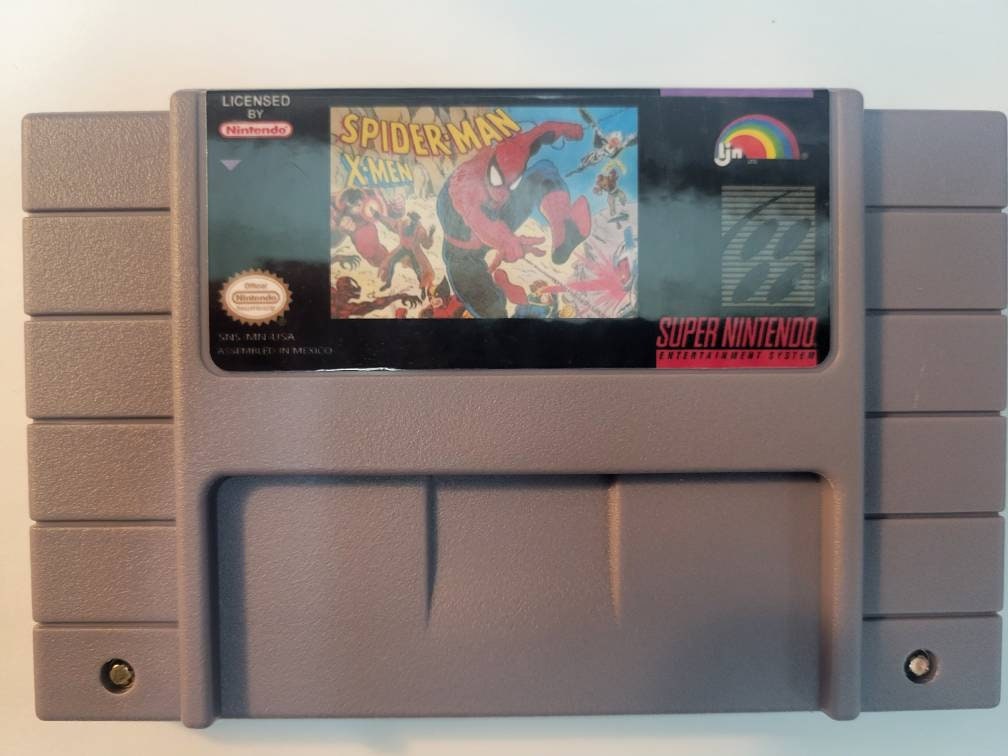 LICENSED
BY
Nintendo
SPIDER-MAN
X-MEN
LJN
LTD
Official
Nintendo
SNS-MN-USA
ASSEMBLED IN MEXICO
SUPER NINTENDO
ENTERTAINMENT SYSTEM